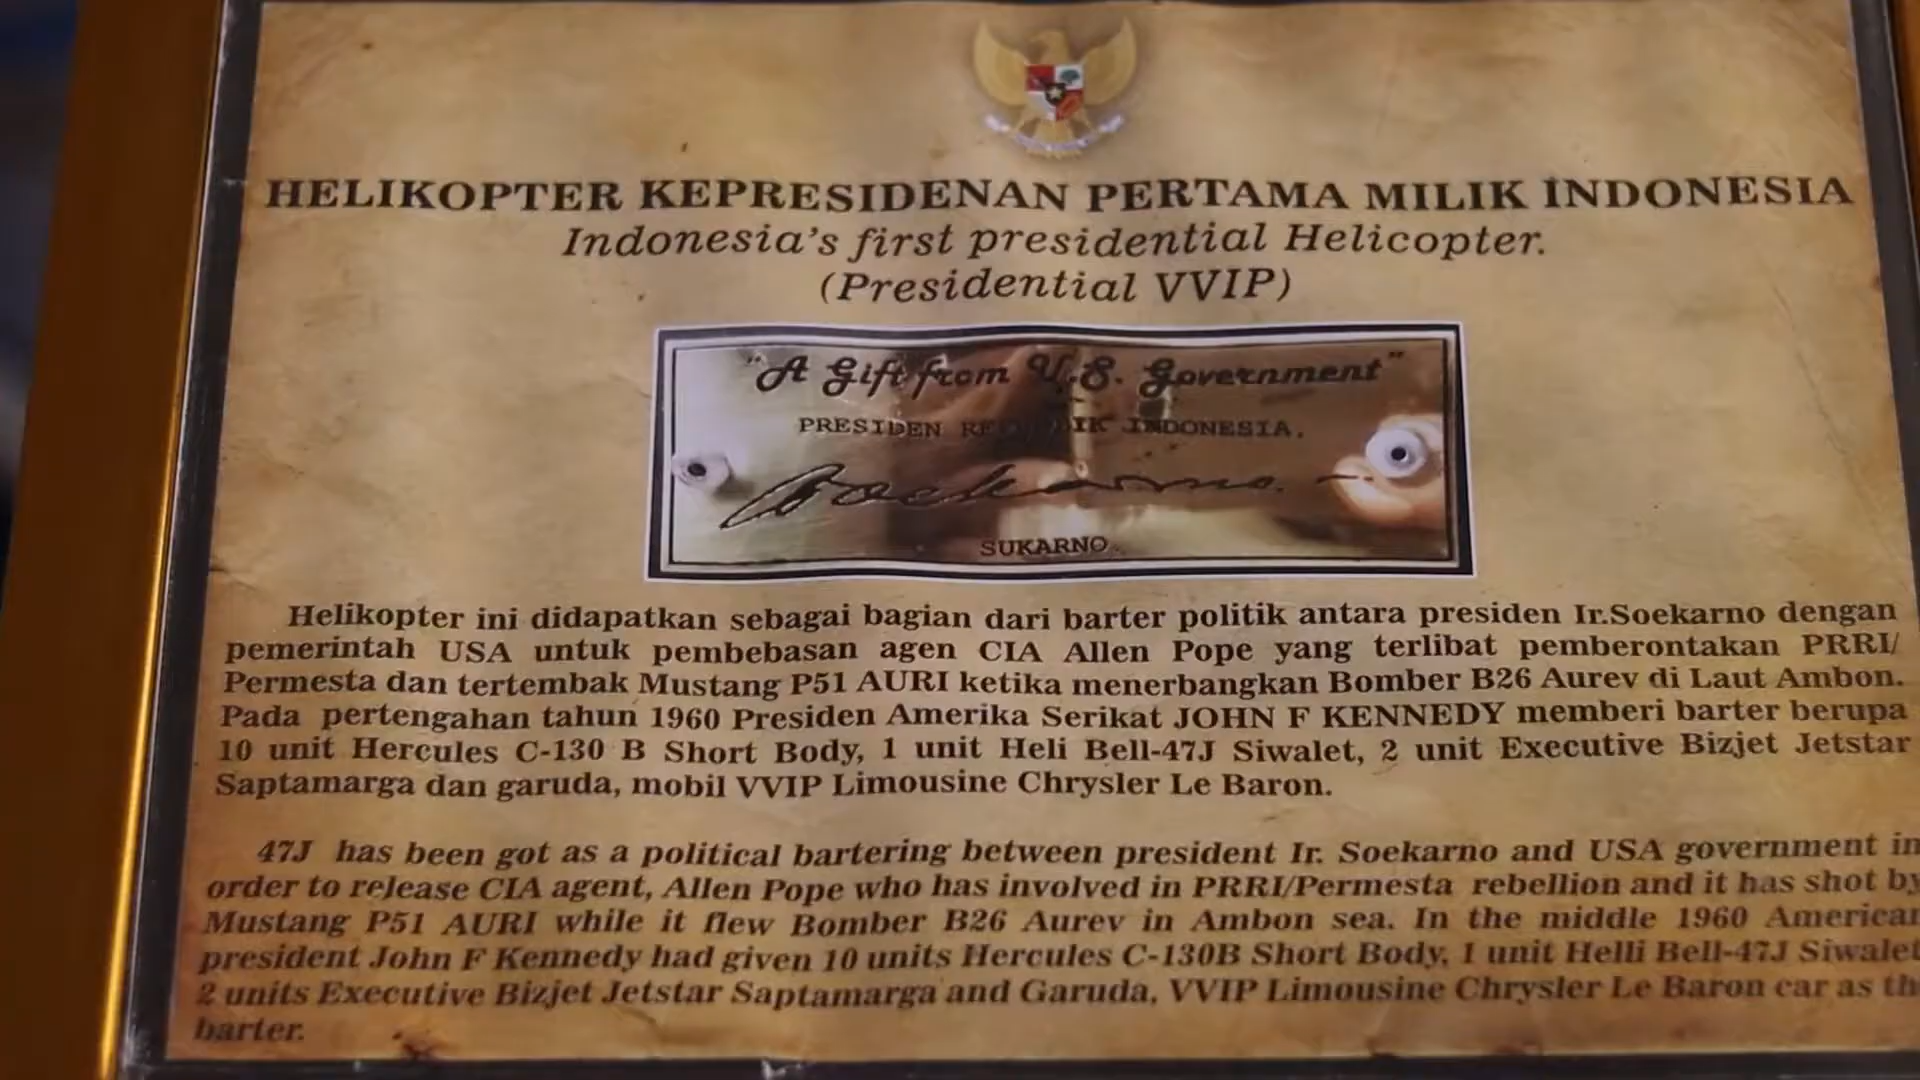 HELIKOPTER KEPRESIDENAN PERTAMA MILIK INDONESIA
Indonesia's first presidential Helicopter.
(Presidential VVIP)
"A Gift from U.S. Government"
PRESIDEN INDONESIA.
Soekarno.
SUKARNO.
Helikopter ini didapatkan sebagai bagian dari barter politik antara presiden Ir.Soekarno dengan
pemerintah USA untuk pembebasan agen CIA Allen Pope yang terlibat pemberontakan PRRI/
Permesta dan tertembak Mustang P51 AURI ketika menerbangkan Bomber B26 Aurev di Laut Ambon.
Pada pertengahan tahun 1960 Presiden Amerika Serikat JOHN F KENNEDY memberi barter berupa
10 unit Hercules C-130 B Short Body, 1 unit Heli Bell-47J Siwalet, 2 unit Executive Bizjet Jetstar
Saptamarga dan garuda, mobil VVIP Limousine Chrysler Le Baron.
47J has been got as a political bartering between president Ir. Soekarno and USA government in
order to release CIA agent, Allen Pope who has involved in PRRI/Permesta rebellion and it has shot by
Mustang P51 AURI while it flew Bomber B26 Aurev in Ambon sea. In the middle 1960 American
president John F Kennedy had given 10 units Hercules C-130B Short Body, 1 unit Helli Bell-47J Siwalet
2 units Executive Bizjet Jetstar Saptamarga and Garuda, VVIP Limousine Chrysler Le Baron car as th
barter.